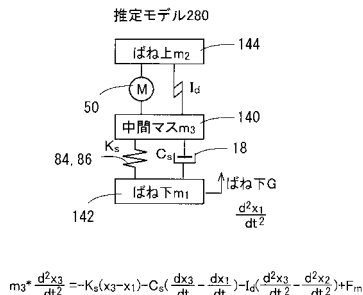 推定モデル280
ばね上m2
144
50
M
Id
中間マスm3
140
Ks
84, 86
Cs
18
ばね下m1
142
ばね下G
d²x1
dt²
m3*d²x3/dt²=-Ks(x3-x1)-Cs(dx3/dt-dx1/dt)-Id(d²x3/dt²-d²x2/dt²)+Fm